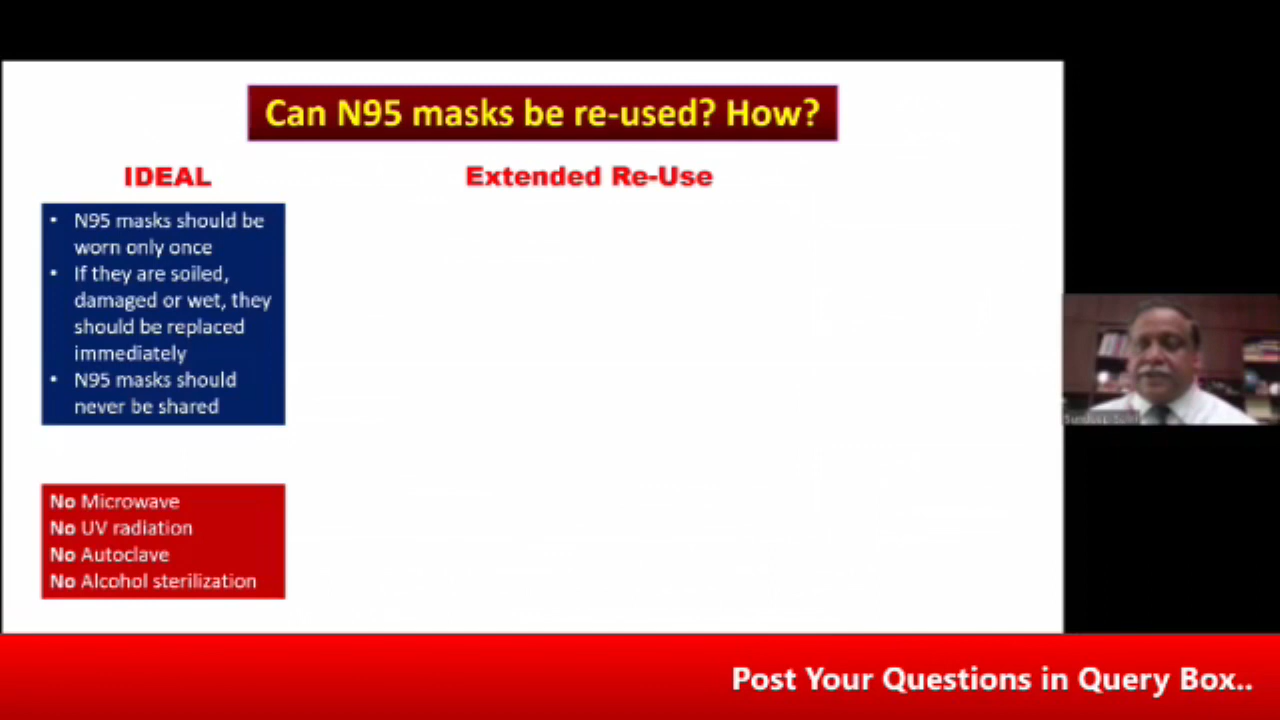 Can N95 masks be re-used? How?
IDEAL
Extended Re-Use
• N95 masks should be
worn only once
• If they are soiled,
damaged or wet, they
should be replaced
immediately
• N95 masks should
never be shared
No Microwave
No UV radiation
No Autoclave
No Alcohol sterilization
Post Your Questions in Query Box..